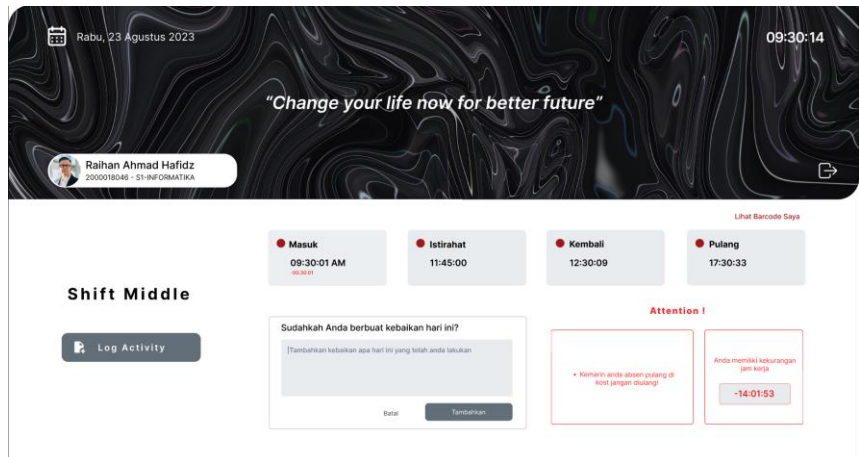 Rabu, 23 Agustus 2023
09:30:14
“Change your life now for better future”
Raihan Ahmad Hafidz
2000018046 - S1-INFORMATIKA
Lihat Barcode Saya
Masuk
09:30:01 AM
-00:30:01
Istirahat
11:45:00
Kembali
12:30:09
Pulang
17:30:33
Shift Middle
Log Activity
Sudahkah Anda berbuat kebaikan hari ini?
Tambahkan kebaikan apa hari ini yang telah anda lakukan
Batal
Tambahkan
Attention !
+ Kemarin anda absen pulang di
kost jangan diulang!
Anda memiliki kekurangan
jam kerja
-14:01:53